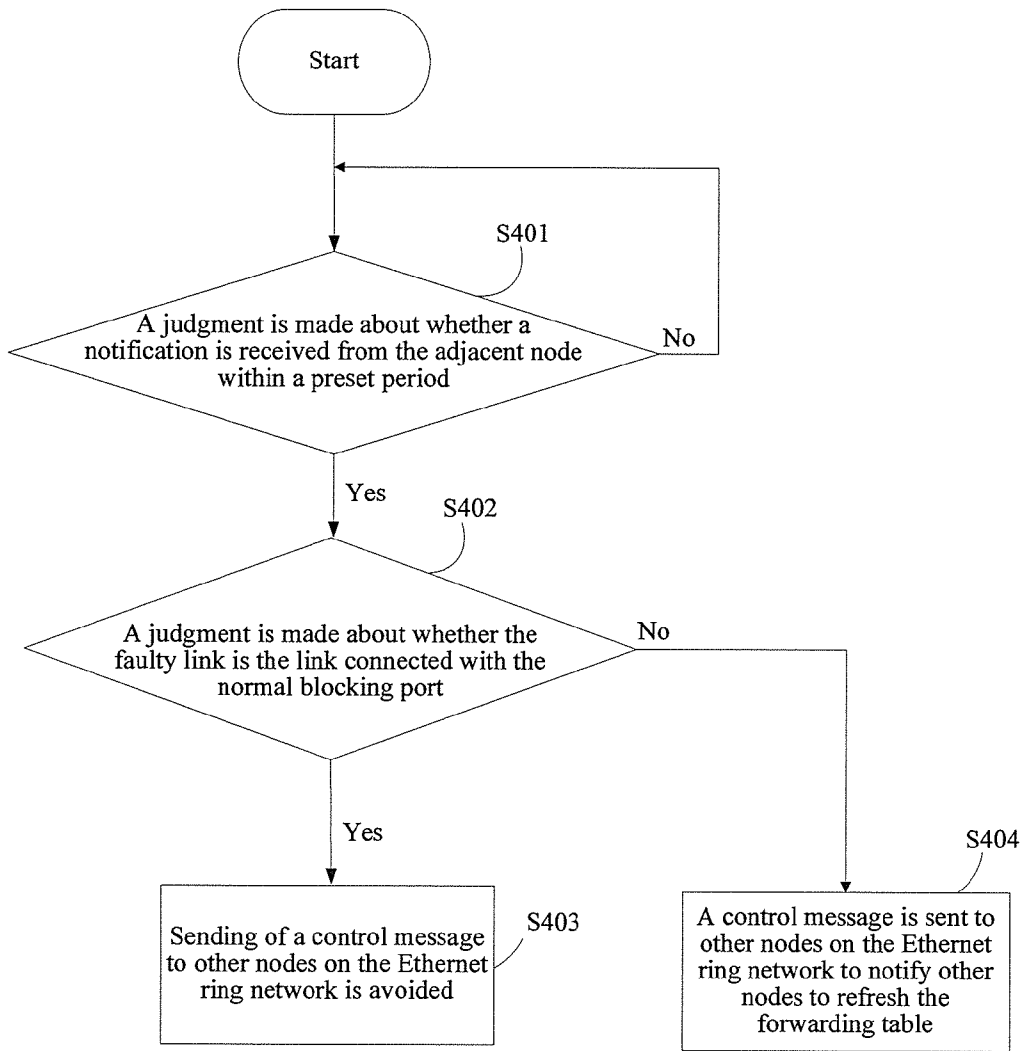 Start
S401
A judgment is made about whether a
notification is received from the adjacent node
within a preset period
No
Yes
S402
A judgment is made about whether the
faulty link is the link connected with the
normal blocking port
No
Yes
S403
Sending of a control message
to other nodes on the Ethernet
ring network is avoided
S404
A control message is sent to
other nodes on the Ethernet
ring network to notify other
nodes to refresh the
forwarding table